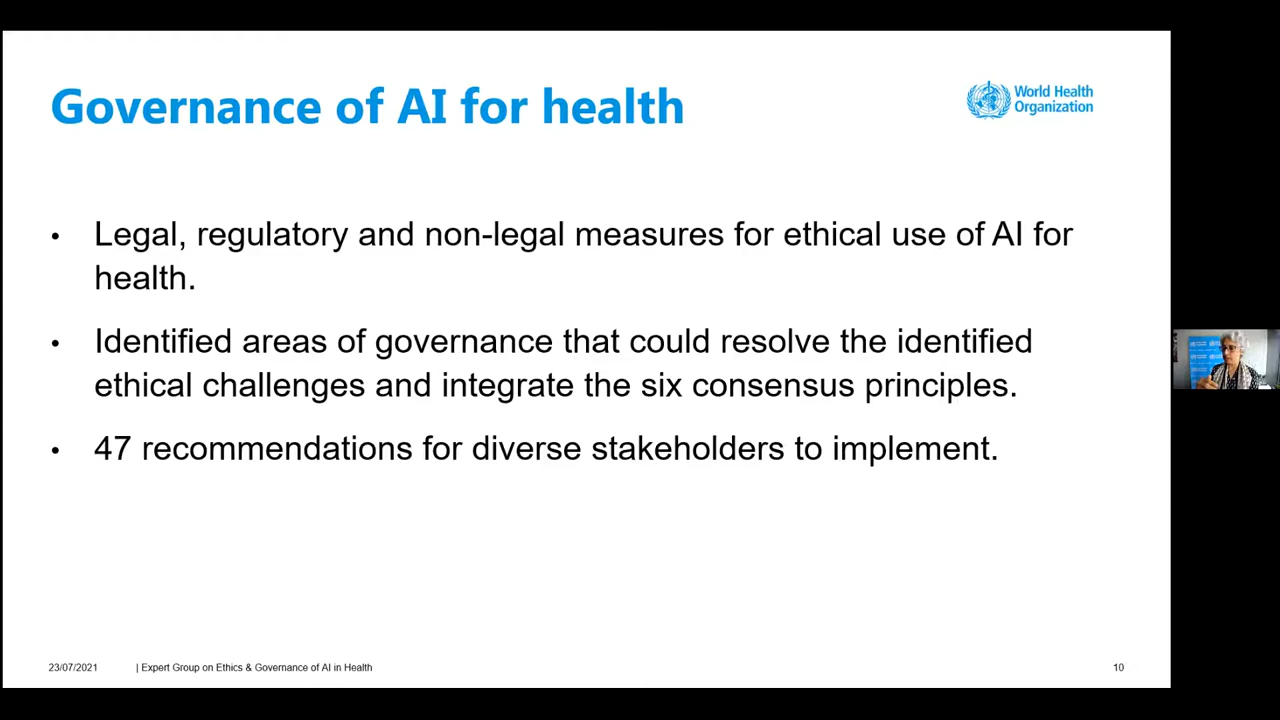 Governance of AI for health
World Health
Organization
• Legal, regulatory and non-legal measures for ethical use of AI for
health.
• Identified areas of governance that could resolve the identified
ethical challenges and integrate the six consensus principles.
• 47 recommendations for diverse stakeholders to implement.
23/07/2021 | Expert Group on Ethics & Governance of AI in Health 10